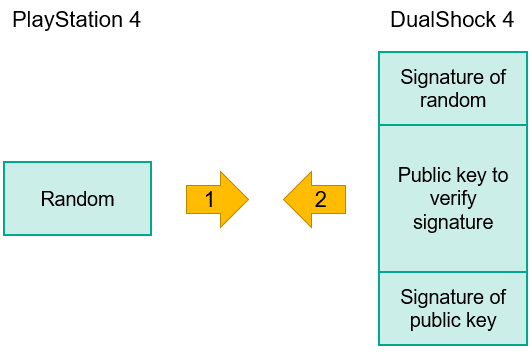 PlayStation 4
DualShock 4
Signature of
random
Random
1
2
Public key to
verify
signature
Signature of
public key